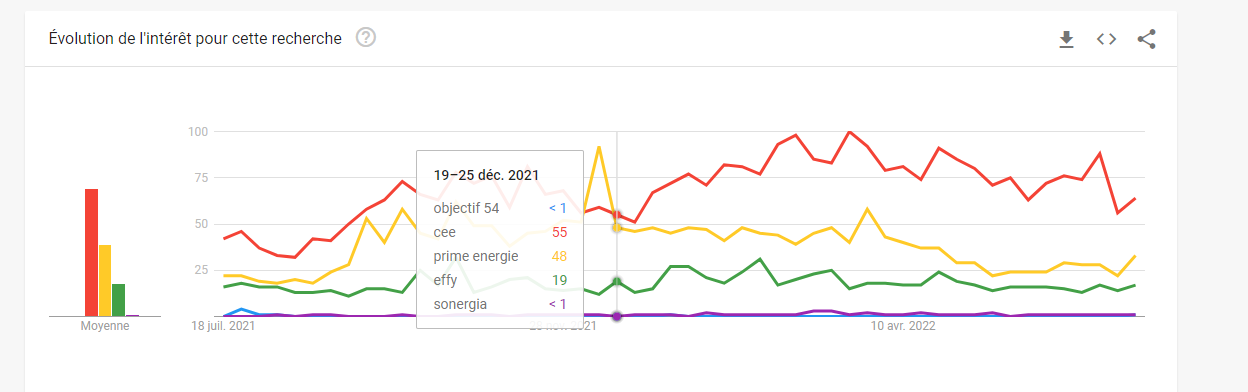 Évolution de l'intérêt pour cette recherche ?
100
75
50
25
19–25 déc. 2021
objectif 54 < 1
cee 55
prime energie 48
effy 19
sonergia < 1
Moyenne
18 juil. 2021
2021
10 avr. 2022